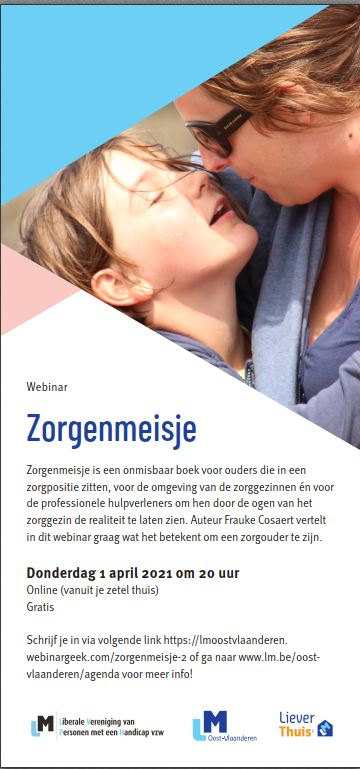 Webinar
Zorgenmeisje
Zorgenmeisje is een onmisbaar boek voor ouders die in een
zorgpositie zitten, voor de omgeving van de zorggezinnen én voor
de professionele hulpverleners om hen door de ogen van het
zorggezin de realiteit te laten zien. Auteur Frauke Cosaert vertelt
in dit webinar graag wat het betekent om een zorgouder te zijn.
Donderdag 1 april 2021 om 20 uur
Online (vanuit je zetel thuis)
Gratis
Schrijf je in via volgende link https://lmoostvlaanderen.
webinargeek.com/zorgenmeisje-2 of ga naar www.lm.be/oost-
vlaanderen/agenda voor meer info!
LM Liberale Vereniging van
Personen met een Handicap vzw
LM
Oost-Vlaanderen
Liever
Thuis